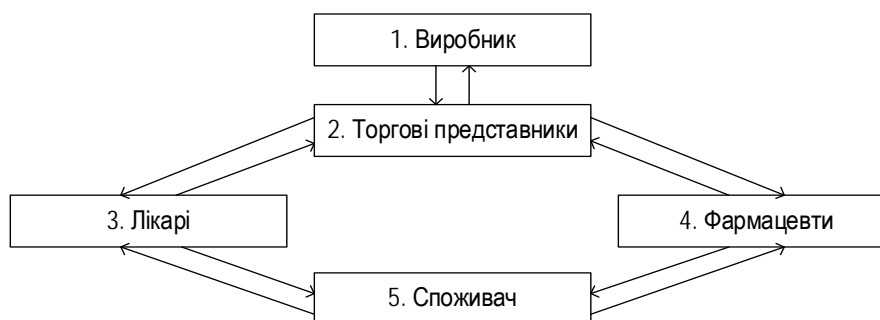 1. Виробник
2. Торгові представники
3. Лікарі
4. Фармацевти
5. Споживач